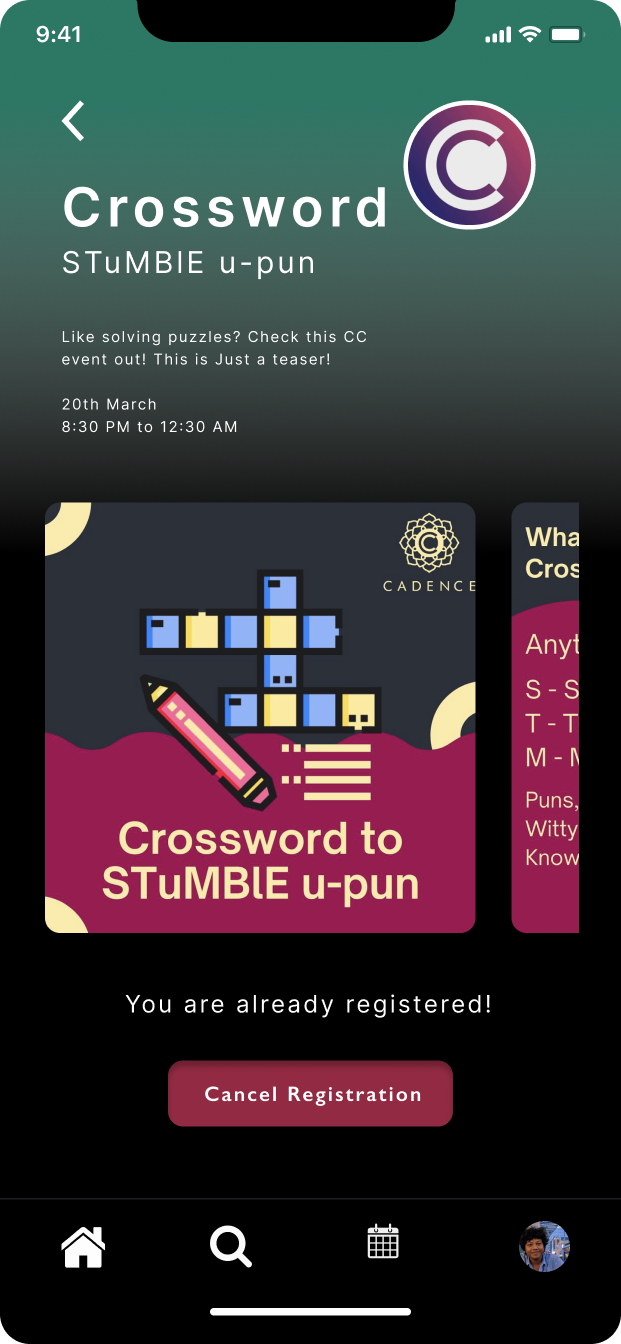 9:41
Crossword
STuMBlE u-pun
Like solving puzzles? Check this CC
event out! This is Just a teaser!
20th March
8:30 PM to 12:30 AM
CADENCE
Crossword to
STuMBlE u-pun
Wha
Cros
Anyt
S - S
T - T
M - M
Puns,
Witty
Know
You are already registered!
Cancel Registration